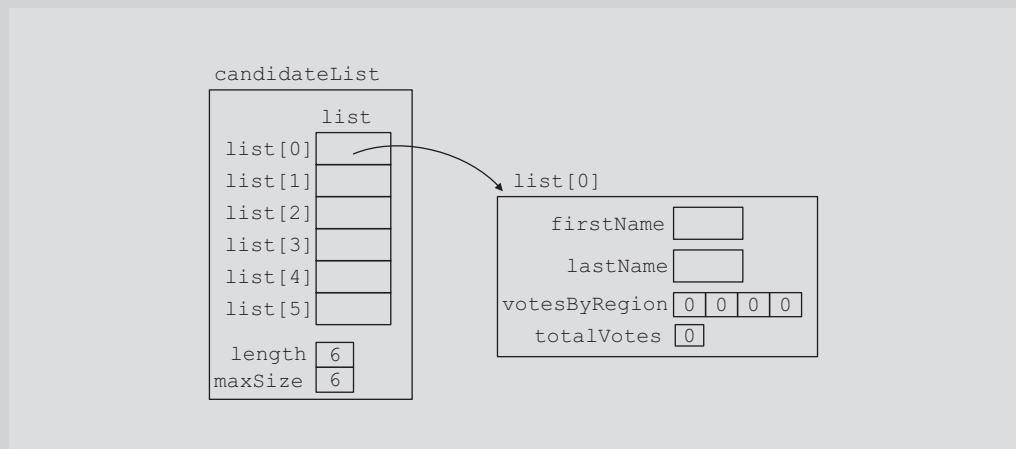 candidateList
list
list[0]
list[1]
list[2]
list[3]
list[4]
list[5]
length 6
maxSize 6
list[0]
firstName
lastName
votesByRegion 0 0 0 0
totalVotes 0